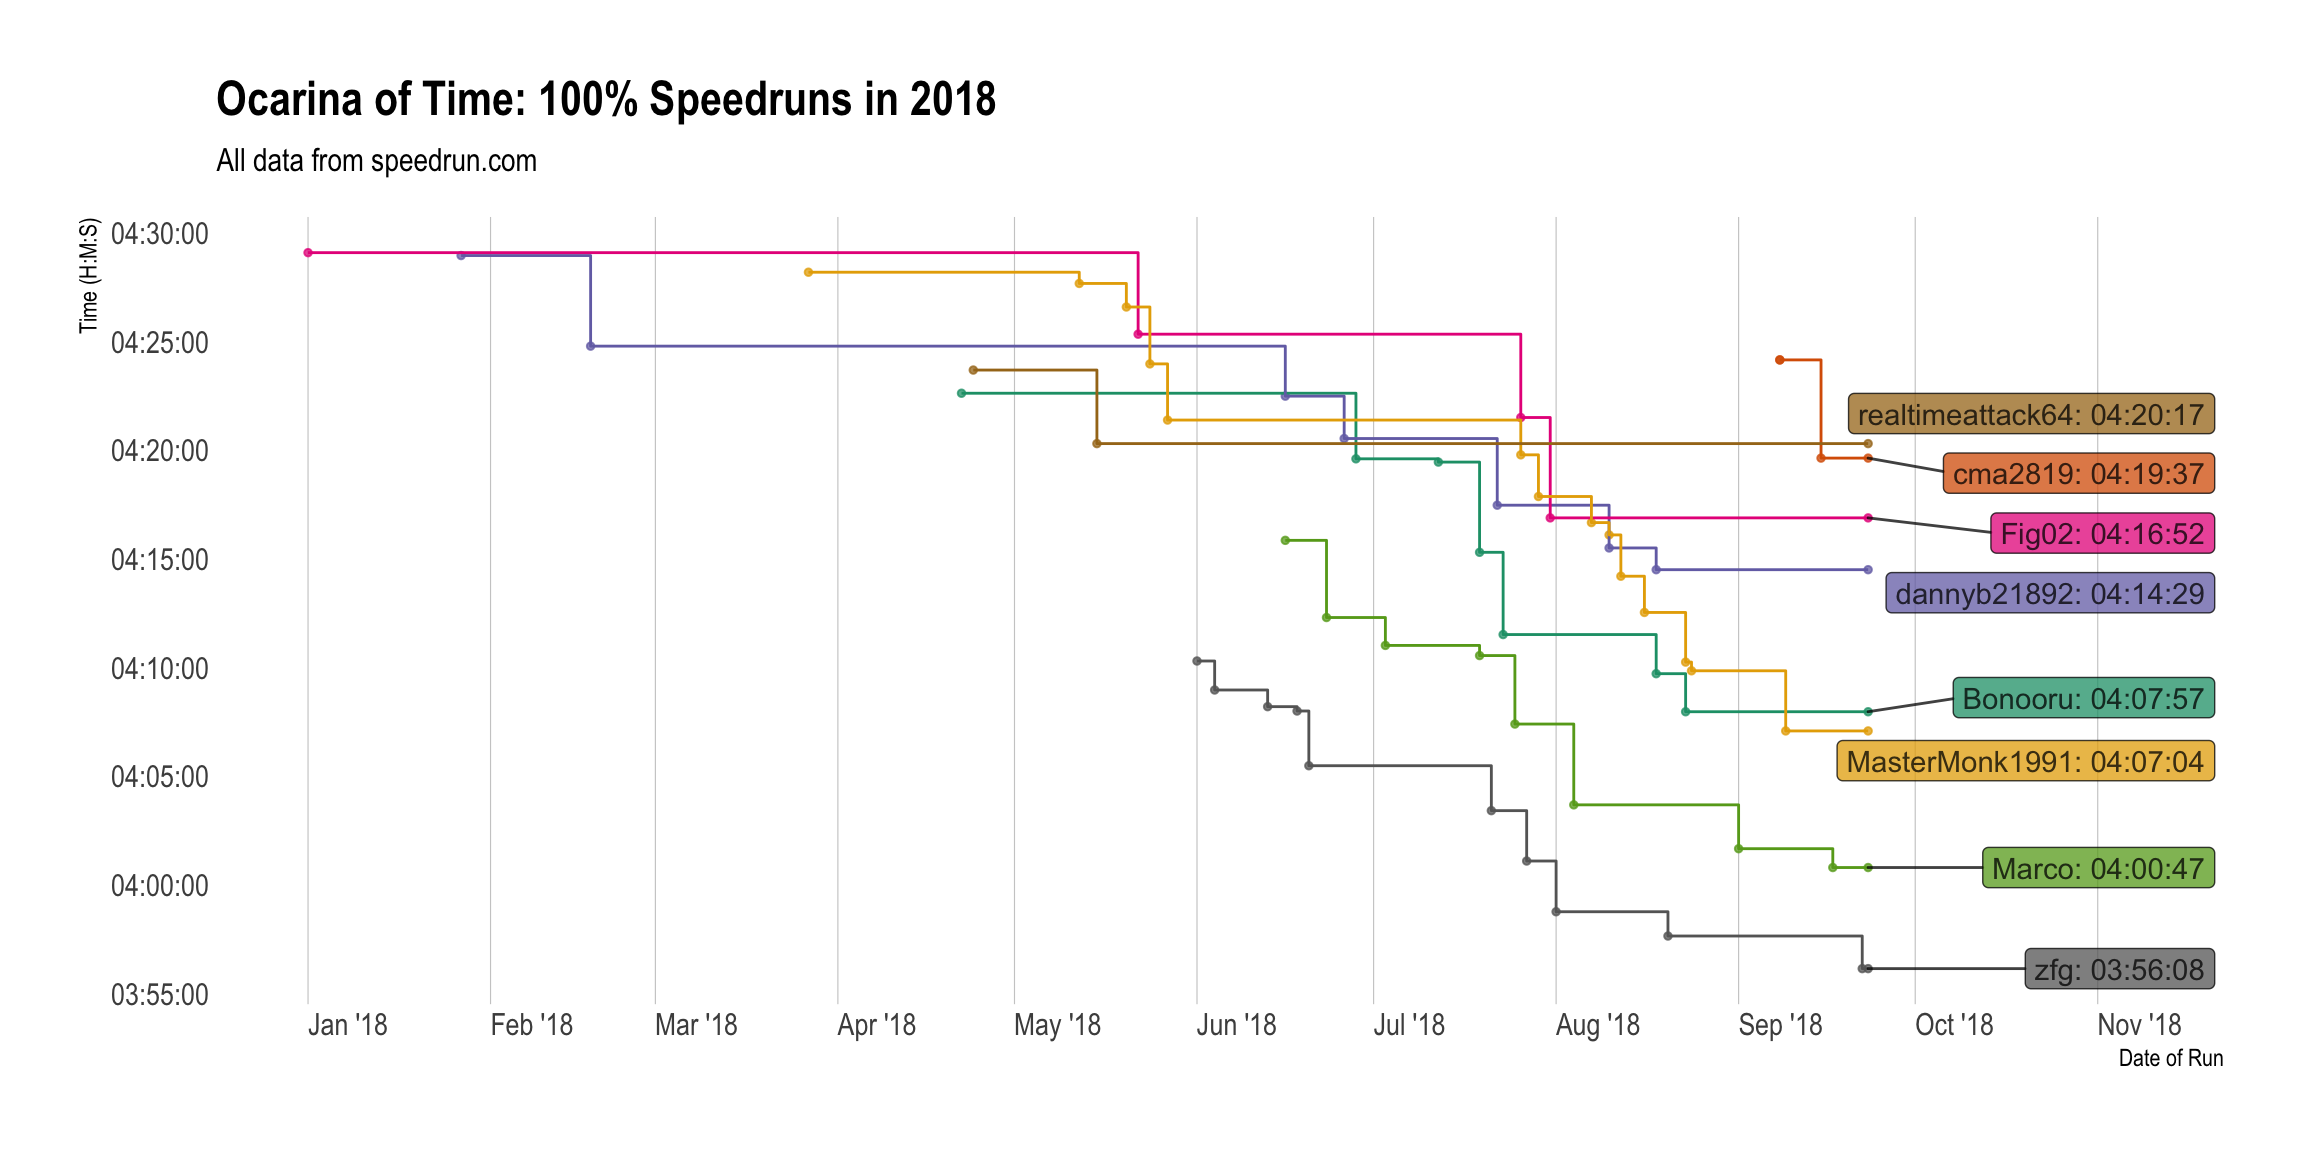 Ocarina of Time: 100% Speedruns in 2018
All data from speedrun.com
Time (H:M:S)
04:30:00
04:25:00
04:20:00
04:15:00
04:10:00
04:05:00
04:00:00
03:55:00
realtimeattack64: 04:20:17
cma2819: 04:19:37
Fig02: 04:16:52
dannyb21892: 04:14:29
Bonooru: 04:07:57
MasterMonk1991: 04:07:04
Marco: 04:00:47
zfg: 03:56:08
Jan '18 Feb '18 Mar '18 Apr '18 May '18 Jun '18 Jul '18 Aug '18 Sep '18 Oct '18 Nov '18
Date of Run